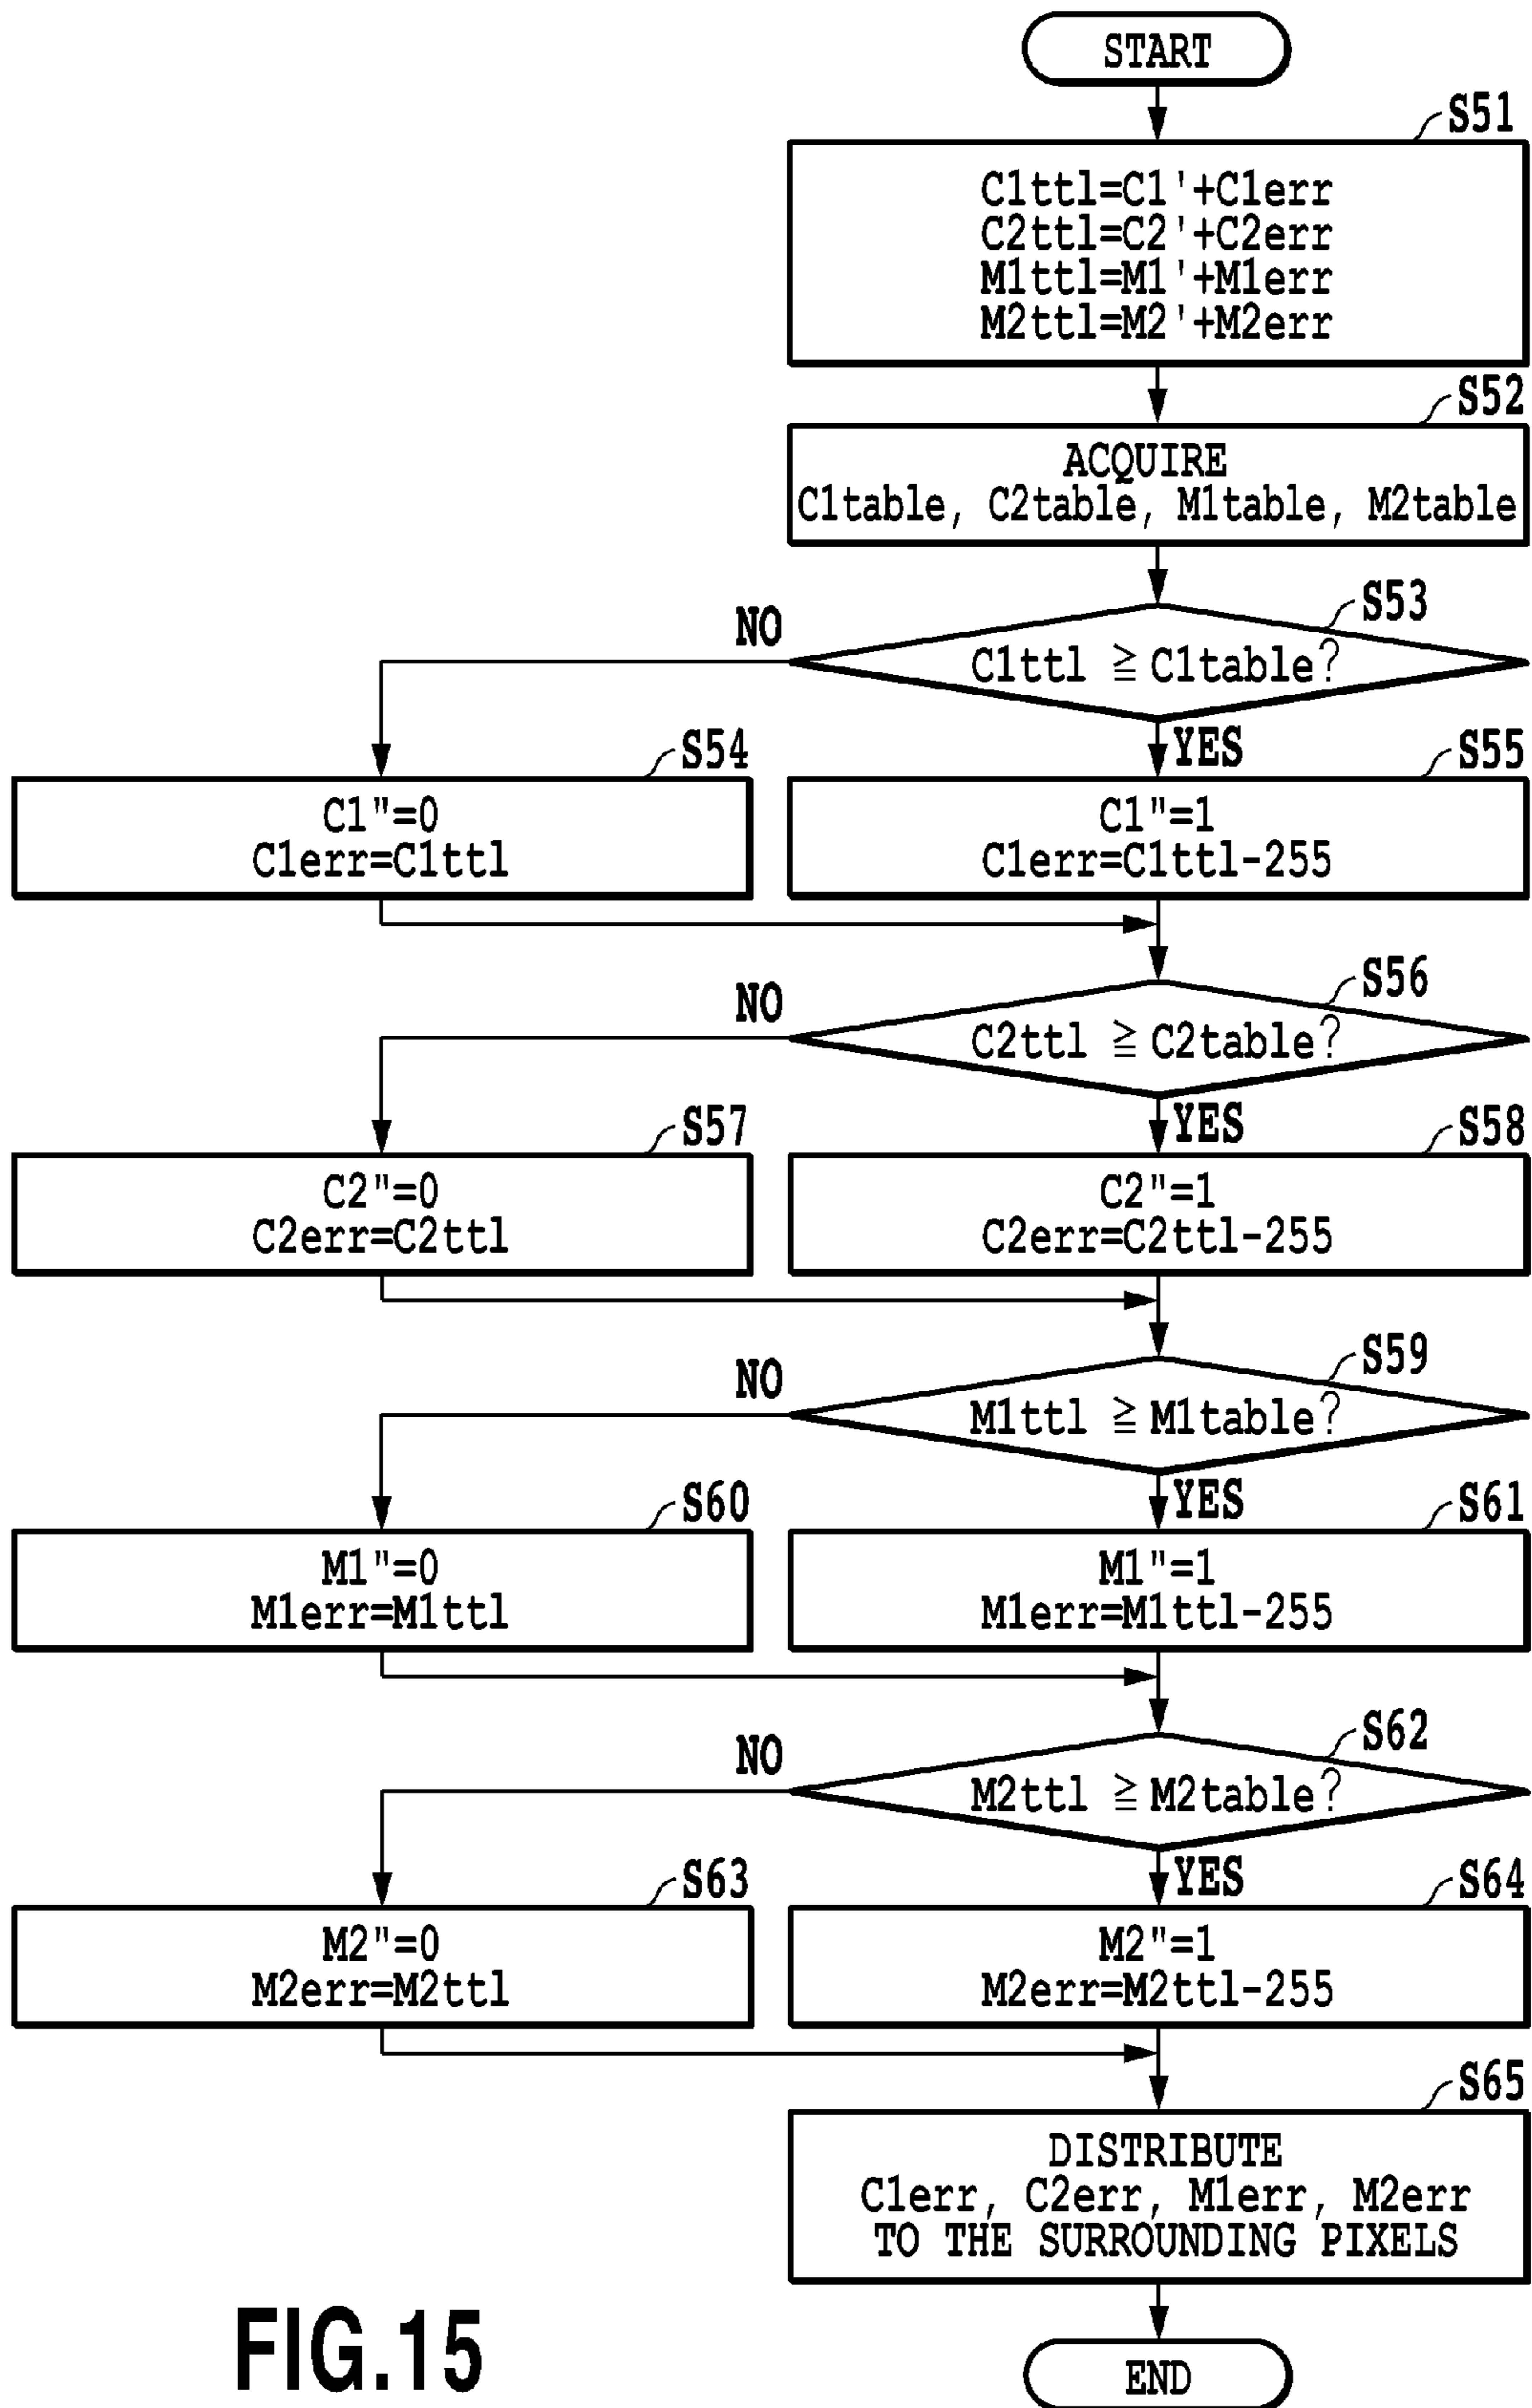 START
S51
C1ttl=C1'+C1err
C2ttl=C2'+C2err
M1ttl=M1'+M1err
M2ttl=M2'+M2err
S52
ACQUIRE
C1table, C2table, M1table, M2table
S53
C1ttl ≧ C1table?
NO
YES
S54
C1"=0
C1err=C1ttl
S55
C1"=1
C1err=C1ttl-255
S56
C2ttl ≧ C2table?
NO
YES
S57
C2"=0
C2err=C2ttl
S58
C2"=1
C2err=C2ttl-255
S59
M1ttl ≧ M1table?
NO
YES
S60
M1"=0
M1err=M1ttl
S61
M1"=1
M1err=M1ttl-255
S62
M2ttl ≧ M2table?
NO
YES
S63
M2"=0
M2err=M2ttl
S64
M2"=1
M2err=M2ttl-255
S65
DISTRIBUTE
C1err, C2err, M1err, M2err
TO THE SURROUNDING PIXELS
END
FIG.15